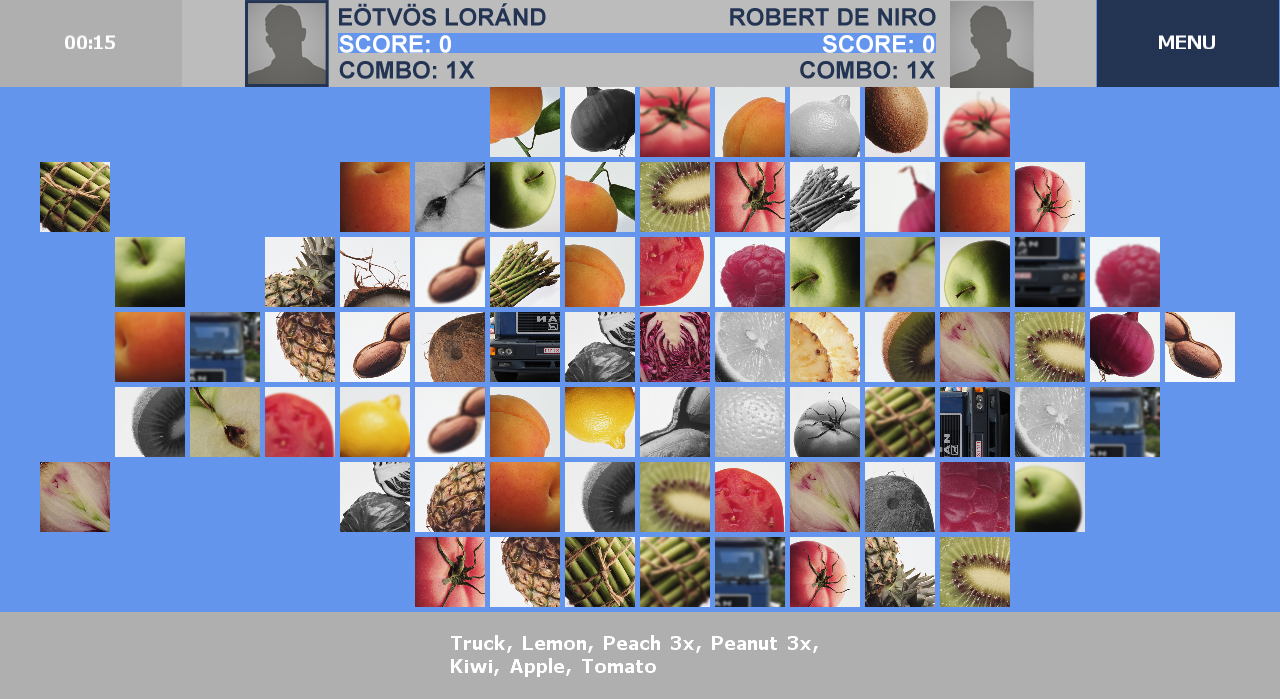 00:15
EÖTVÖS LORÁND
SCORE: 0
COMBO: 1X
ROBERT DE NIRO
SCORE: 0
COMBO: 1X
MENU
Truck, Lemon, Peach 3x, Peanut 3x,
Kiwi, Apple, Tomato